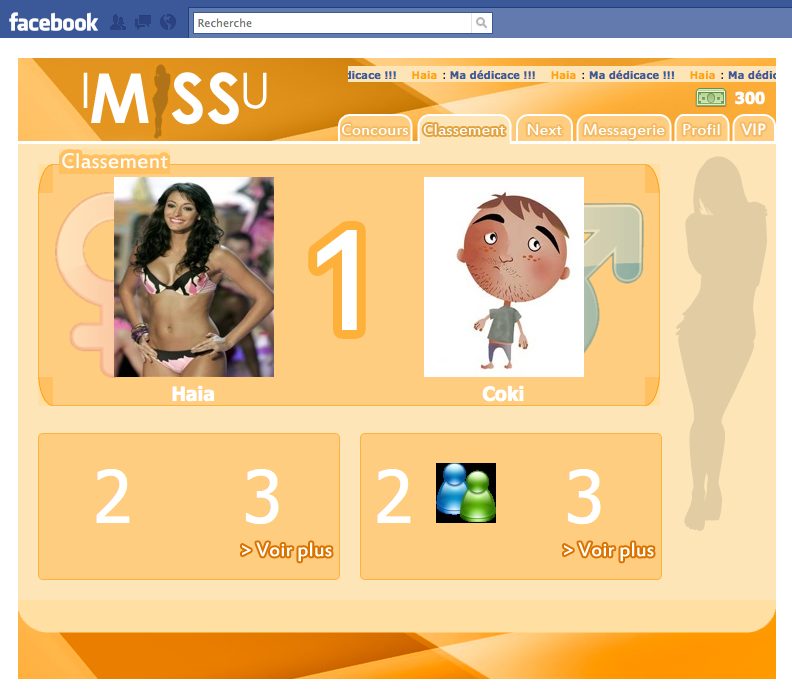 facebook
Recherche
dicace !!! Haia : Ma dédicace !!! Haia : Ma dédicace !!! Haia : Ma dédic
IMISSU
300
Concours Classement Next Messagerie Profil VIP
Classement
1
Haia Coki
2 3 2 3
> Voir plus > Voir plus